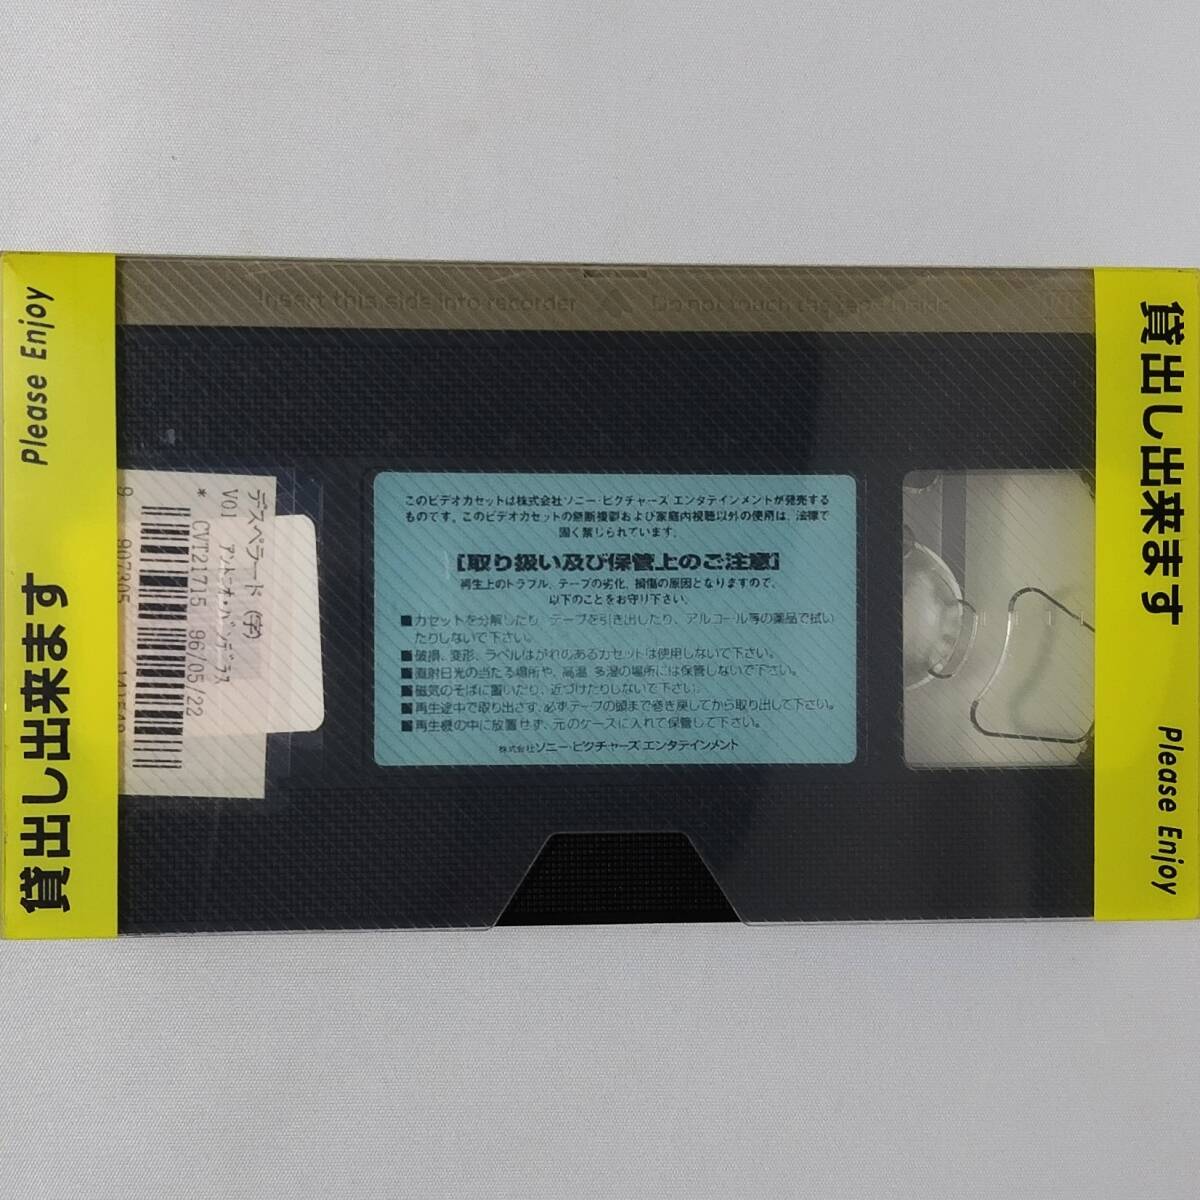 Please Enjoy
貸出し出来ます
Insert this side into recorder
Do not touch the tape inside
デスペラード (字)
V01 アントニオ・バンデラス
* CVT21715 96/05/22
9 907305
このビデオカセットは株式会社ソニー・ピクチャーズ エンタテインメントが発売する
ものです。このビデオカセットの無断複製および家庭内視聴以外の使用は、法律で
固く禁じられています。
【取り扱い及び保管上のご注意】
再生上のトラブル、テープの劣化、損傷の原因となりますので、
以下のことをお守り下さい。
■カセットを分解したり、テープを引き出したり、アルコール等の薬品で拭い
たりしないで下さい。
■破損、変形、ラベルはがれのあるカセットは使用しないで下さい。
■直射日光の当たる場所や、高温、多湿の場所には保管しないで下さい。
■磁気のそばに置いたり、近づけたりしないで下さい。
■再生途中で取り出さず、必ずテープの頭まで巻き戻してから取り出して下さい。
■再生機の中に放置せず、元のケースに入れて保管して下さい。
株式会社ソニー・ピクチャーズ エンタテインメント
貸出し出来ます
Please Enjoy